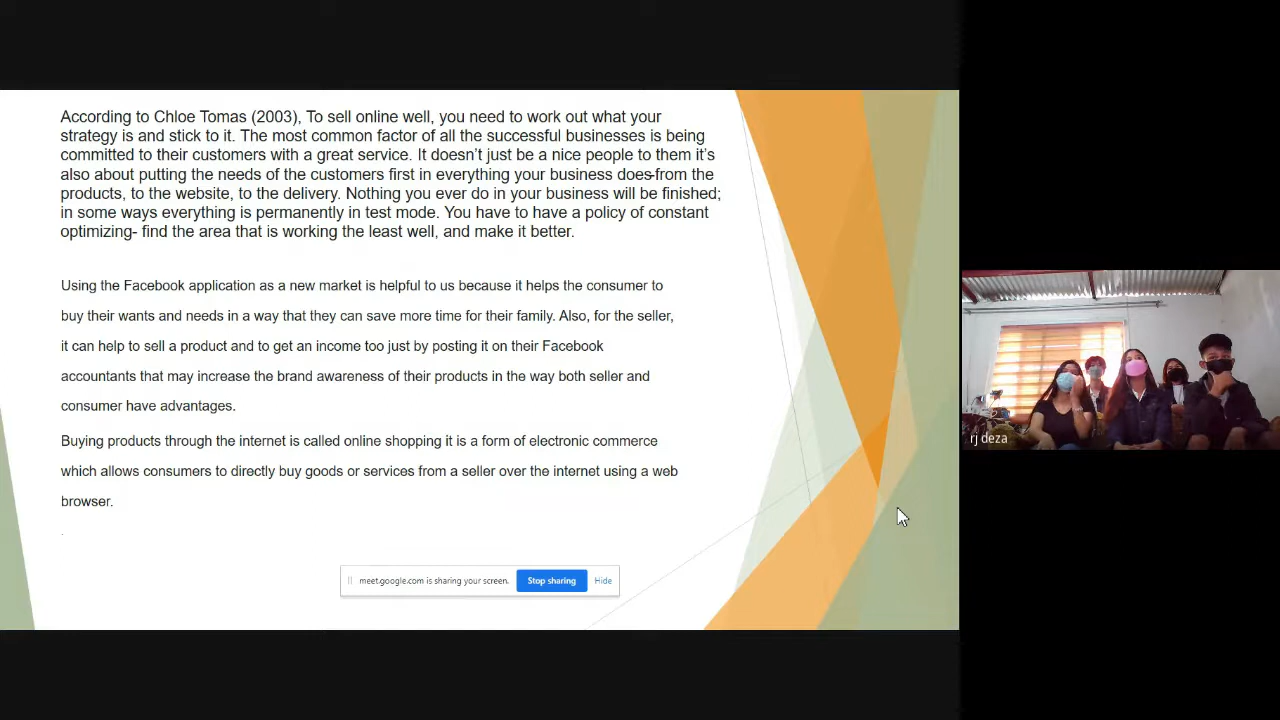 According to Chloe Tomas (2003), To sell online well, you need to work out what your
strategy is and stick to it. The most common factor of all the successful businesses is being
committed to their customers with a great service. It doesn't just be a nice people to them it's
also about putting the needs of the customers first in everything your business does-from the
products, to the website, to the delivery. Nothing you ever do in your business will be finished;
in some ways everything is permanently in test mode. You have to have a policy of constant
optimizing- find the area that is working the least well, and make it better.
Using the Facebook application as a new market is helpful to us because it helps the consumer to
buy their wants and needs in a way that they can save more time for their family. Also, for the seller,
it can help to sell a product and to get an income too just by posting it on their Facebook
accountants that may increase the brand awareness of their products in the way both seller and
consumer have advantages.
Buying products through the internet is called online shopping it is a form of electronic commerce
which allows consumers to directly buy goods or services from a seller over the internet using a web
browser.
.
meet.google.com is sharing your screen. Stop sharing Hide
rj deza